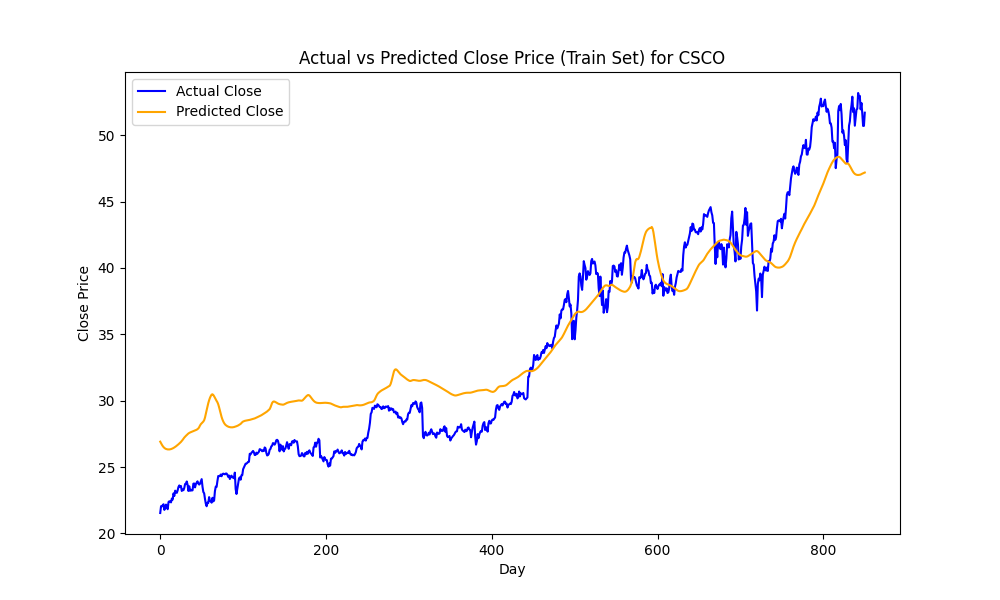 Actual vs Predicted Close Price (Train Set) for CSCO
Actual Close
Predicted Close
50
45
40
35
30
25
20
Close Price
0 200 400 600 800
Day